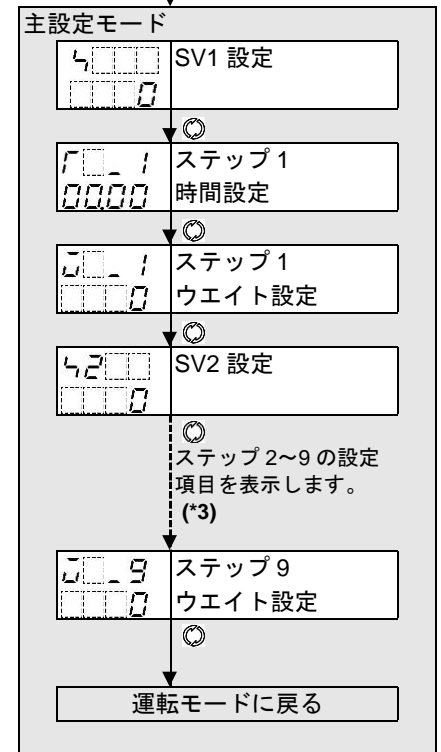 主設定モード
SV1 設定
0
ステップ 1
00.00 時間設定
_ 1
ステップ 1
0 ウエイト設定
SV2 設定
0
ステップ 2～9 の設定
項目を表示します。
(*3)
_ 9
ステップ 9
0 ウエイト設定
運転モードに戻る